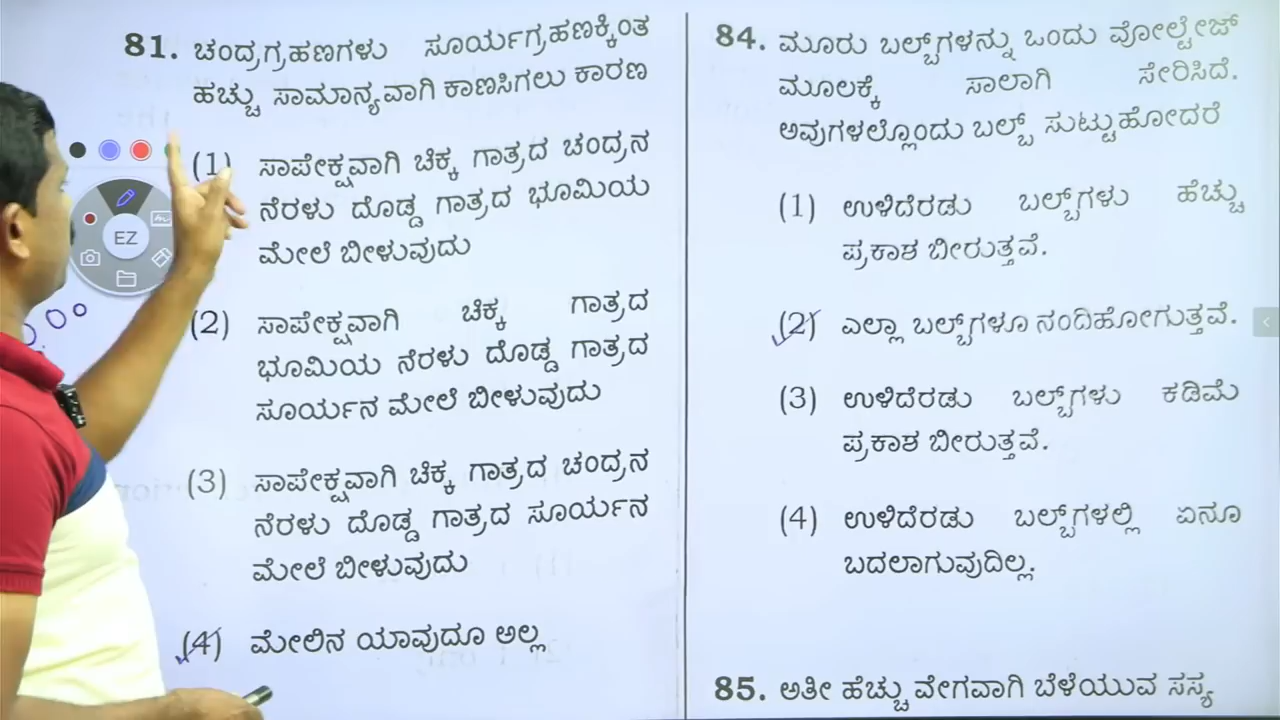 81. ಚಂದ್ರಗ್ರಹಣಗಳು ಸೂರ್ಯಗ್ರಹಣಕ್ಕಿಂತ
ಹಚ್ಚು ಸಾಮಾನ್ಯವಾಗಿ ಕಾಣಸಿಗಲು ಕಾರಣ
(1) ಸಾಪೇಕ್ಷವಾಗಿ ಚಿಕ್ಕ ಗಾತ್ರದ ಚಂದ್ರನ
ನೆರಳು ದೊಡ್ಡ ಗಾತ್ರದ ಭೂಮಿಯ
ಮೇಲೆ ಬೀಳುವುದು
(2) ಸಾಪೇಕ್ಷವಾಗಿ ಚಿಕ್ಕ ಗಾತ್ರದ
ಭೂಮಿಯ ನೆರಳು ದೊಡ್ಡ ಗಾತ್ರದ
ಸೂರ್ಯನ ಮೇಲೆ ಬೀಳುವುದು
(3) ಸಾಪೇಕ್ಷವಾಗಿ ಚಿಕ್ಕ ಗಾತ್ರದ ಚಂದ್ರನ
ನೆರಳು ದೊಡ್ಡ ಗಾತ್ರದ ಸೂರ್ಯನ
ಮೇಲೆ ಬೀಳುವುದು
(4) ಮೇಲಿನ ಯಾವುದೂ ಅಲ್ಲ
84. ಮೂರು ಬಲ್ಬ್‌ಗಳನ್ನು ಒಂದು ವೋಲ್ಟೇಜ್
ಮೂಲಕ್ಕೆ ಸಾಲಾಗಿ ಸೇರಿಸಿದೆ.
ಅವುಗಳಲ್ಲೊಂದು ಬಲ್ಬ್ ಸುಟ್ಟುಹೋದರೆ
(1) ಉಳಿದೆರಡು ಬಲ್ಬ್‌ಗಳು ಹೆಚ್ಚು
ಪ್ರಕಾಶ ಬೀರುತ್ತವೆ.
(2) ಎಲ್ಲಾ ಬಲ್ಬ್‌ಗಳೂ ನಂದಿಹೋಗುತ್ತವೆ.
(3) ಉಳಿದೆರಡು ಬಲ್ಬ್‌ಗಳು ಕಡಿಮೆ
ಪ್ರಕಾಶ ಬೀರುತ್ತವೆ.
(4) ಉಳಿದೆರಡು ಬಲ್ಬ್‌ಗಳಲ್ಲಿ ಏನೂ
ಬದಲಾಗುವುದಿಲ್ಲ.
85. ಅತೀ ಹೆಚ್ಚು ವೇಗವಾಗಿ ಬೆಳೆಯುವ ಸಸ್ಯ
EZ